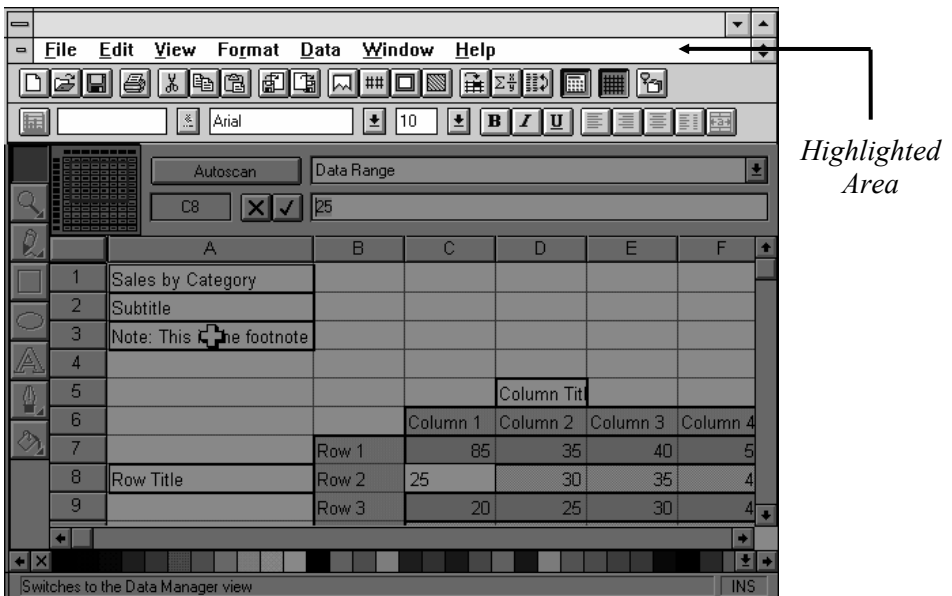 File Edit View Format Data Window Help
##
Arial 10 B I U
Highlighted
Area
Autoscan Data Range
C8 25
A B C D E F
1 Sales by Category
2 Subtitle
3 Note: This he footnote
4
5 Column Titl
6 Column 1 Column 2 Column 3 Column 4
7 Row 1 85 35 40 5
8 Row Title Row 2 25 30 35 4
9 Row 3 20 25 30 4
Switches to the Data Manager view INS